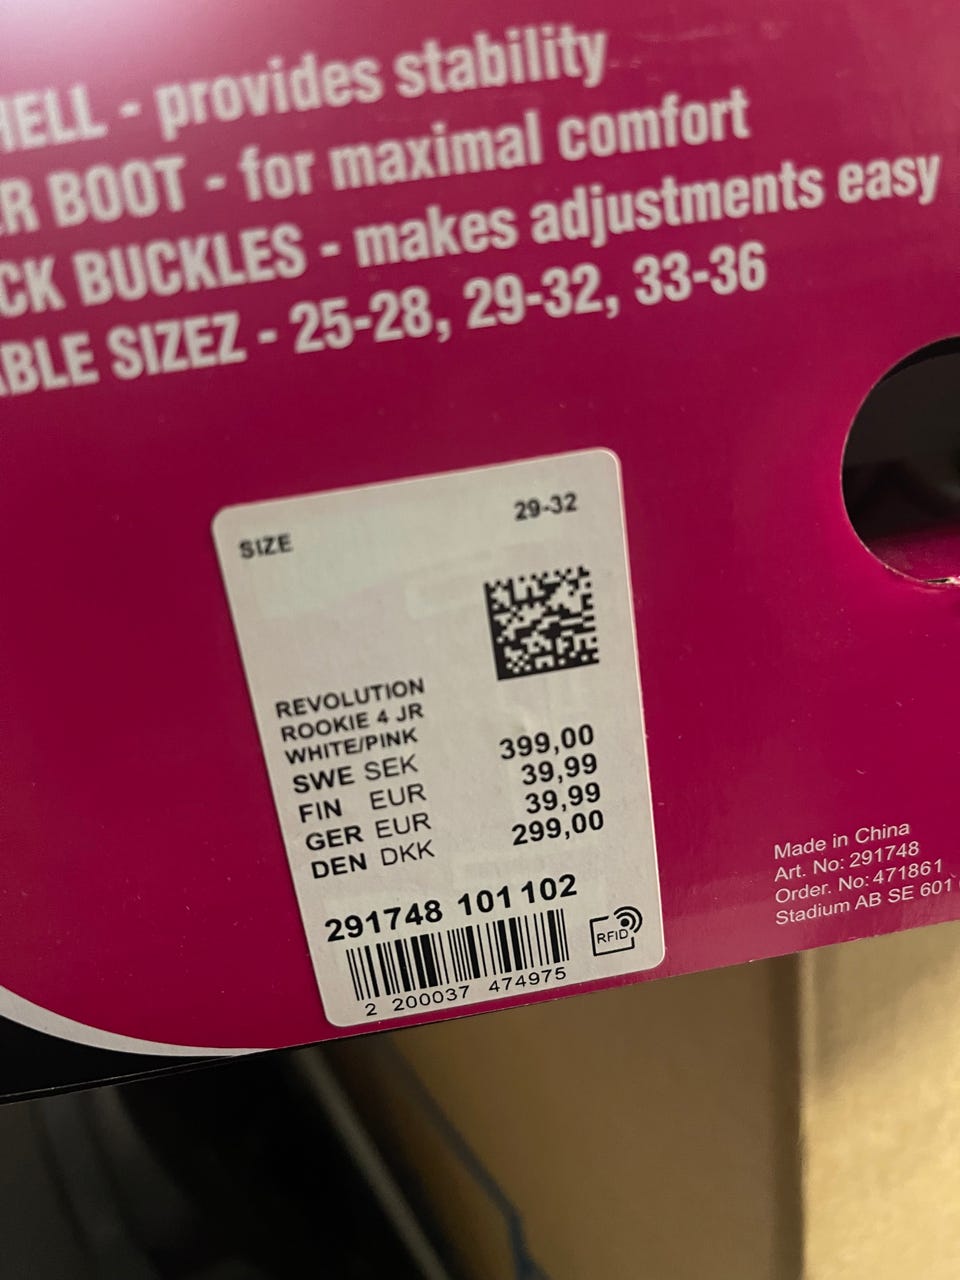 HELL - provides stability
ER BOOT - for maximal comfort
CK BUCKLES - makes adjustments easy
ABLE SIZEZ - 25-28, 29-32, 33-36
SIZE 29-32
REVOLUTION
ROOKIE 4 JR
WHITE/PINK
SWE SEK 399,00
FIN EUR 39,99
GER EUR 39,99
DEN DKK 299,00
291748 101 102
RFID
2 200037 474975
Made in China
Art. No: 291748
Order. No: 471861
Stadium AB SE 601